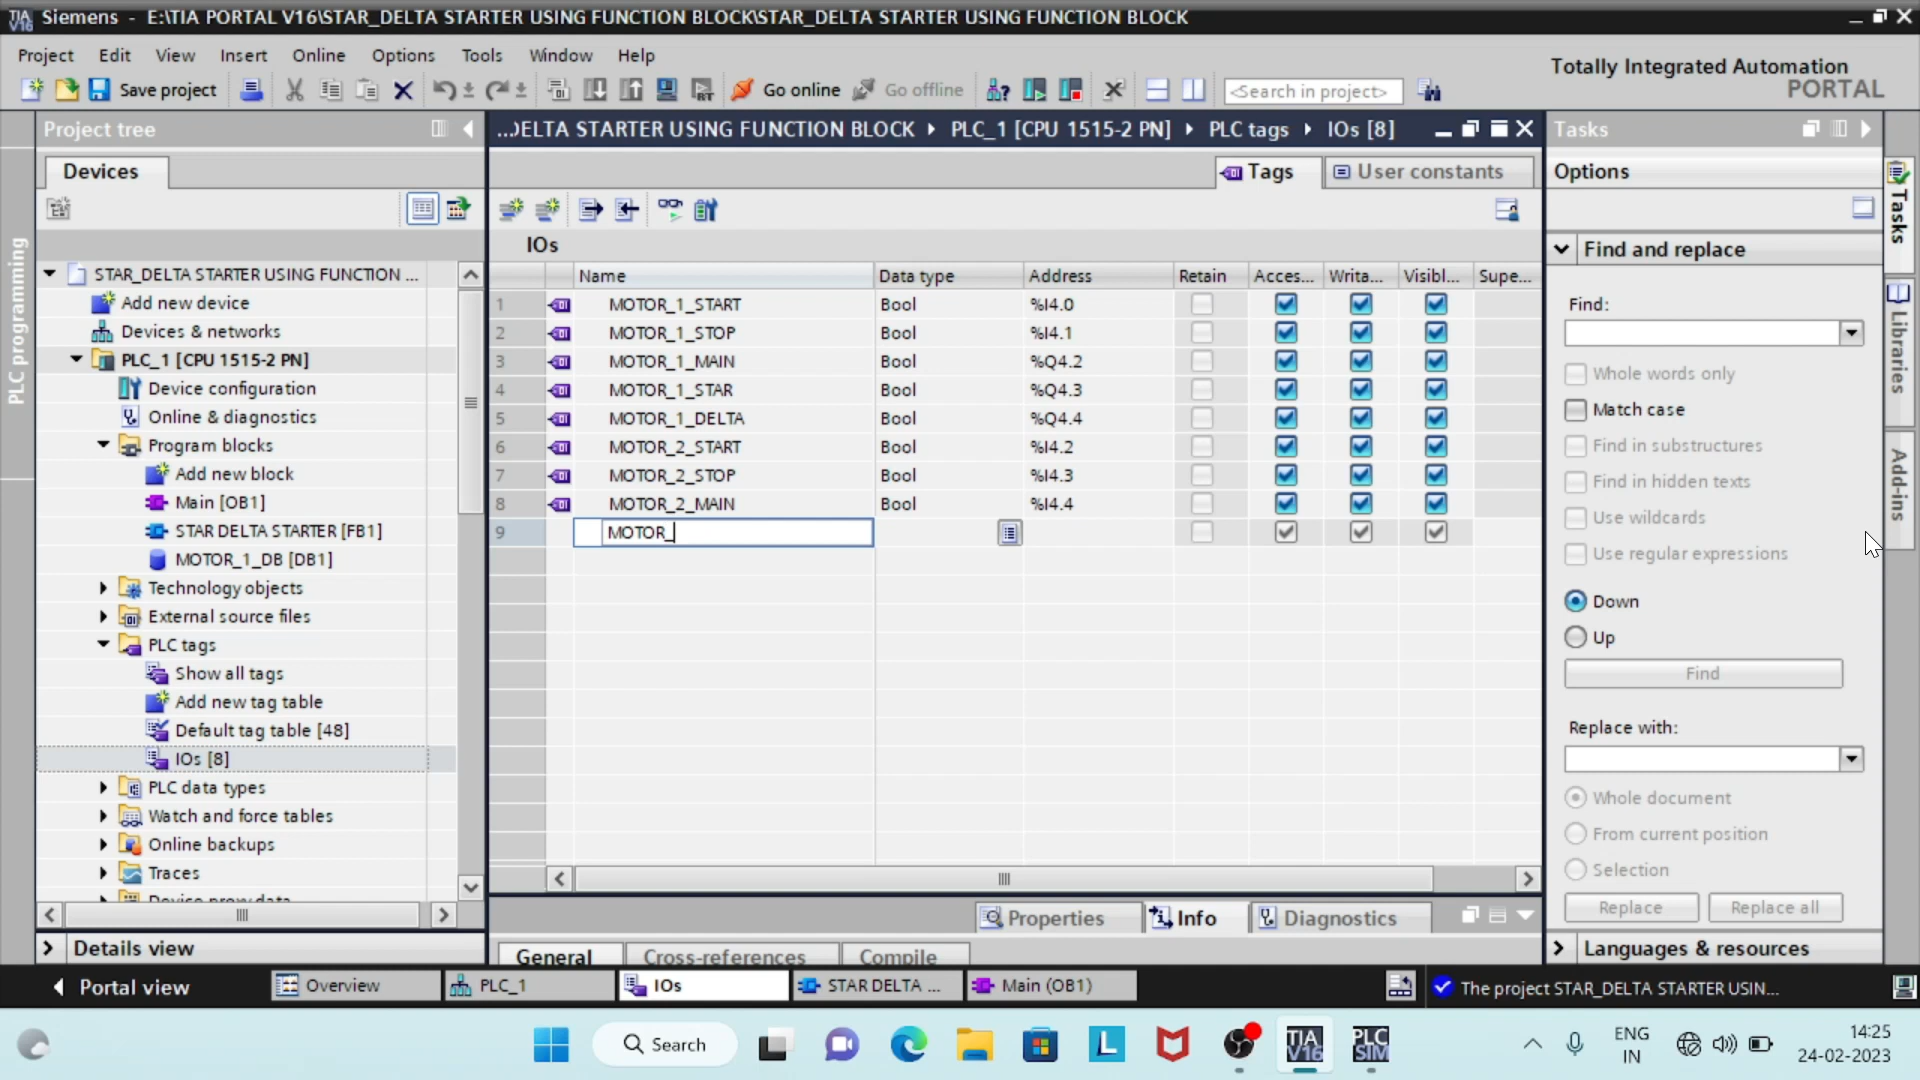 Siemens - E:\TIA PORTAL V16\STAR_DELTA STARTER USING FUNCTION BLOCK\STAR_DELTA STARTER USING FUNCTION BLOCK
Project Edit View Insert Online Options Tools Window Help
Totally Integrated Automation
PORTAL
Save project Go online Go offline <Search in project>
Project tree
...DELTA STARTER USING FUNCTION BLOCK PLC_1 [CPU 1515-2 PN] PLC tags IOs [8]
Tasks
Devices
Tags User constants
Options
IOs
Find and replace
Name Data type Address Retain Acces... Writa... Visibl... Supe...
1 MOTOR_1_START Bool %I4.0
2 MOTOR_1_STOP Bool %I4.1
3 MOTOR_1_MAIN Bool %Q4.2
4 MOTOR_1_STAR Bool %Q4.3
5 MOTOR_1_DELTA Bool %Q4.4
6 MOTOR_2_START Bool %I4.2
7 MOTOR_2_STOP Bool %I4.3
8 MOTOR_2_MAIN Bool %I4.4
9 MOTOR_
STAR_DELTA STARTER USING FUNCTION ...
Add new device
Devices & networks
PLC_1 [CPU 1515-2 PN]
Device configuration
Online & diagnostics
Program blocks
Add new block
Main [OB1]
STAR DELTA STARTER [FB1]
MOTOR_1_DB [DB1]
Technology objects
External source files
PLC tags
Show all tags
Add new tag table
Default tag table [48]
IOs [8]
PLC data types
Watch and force tables
Online backups
Traces
Device proxy data
Find:
Whole words only
Match case
Find in substructures
Find in hidden texts
Use wildcards
Use regular expressions
Down
Up
Find
Replace with:
Whole document
From current position
Selection
Replace Replace all
Languages & resources
PLC programming
Tasks
Libraries
Add-ins
Properties Info Diagnostics
General Cross-references Compile
Details view
Portal view Overview PLC_1 IOs STAR DELTA ... Main (OB1) The project STAR_DELTA STARTER USIN...
Search
L
TIA
V16
PLC
SIM
ENG
IN
14:25
24-02-2023